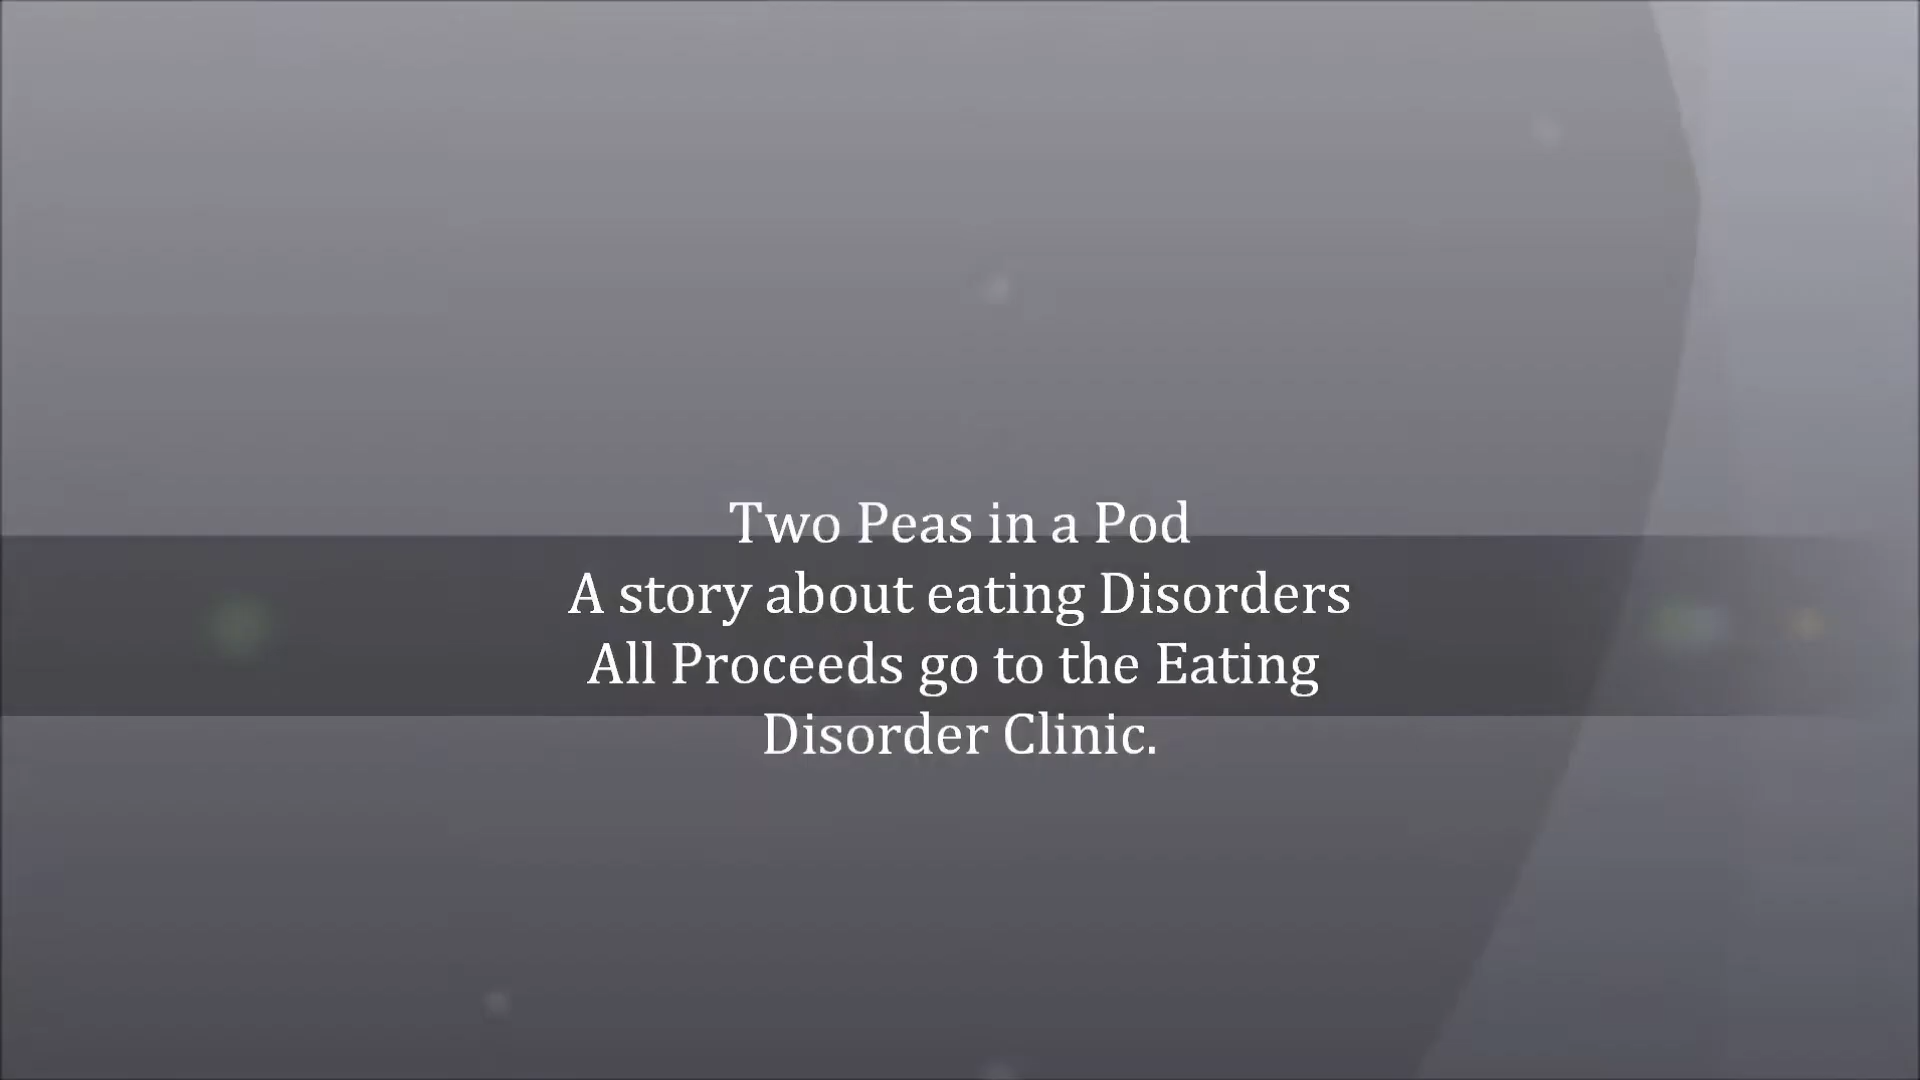 Two Peas in a Pod
A story about eating Disorders
All Proceeds go to the Eating
Disorder Clinic.